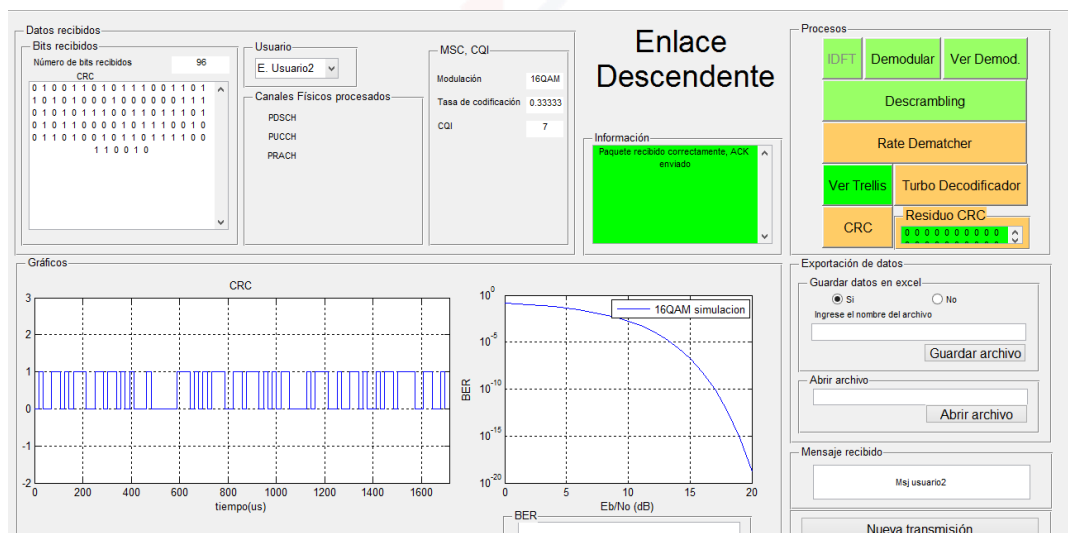 Datos recibidos
Bits recibidos
Número de bits recibidos 96
CRC
0 1 0 0 1 1 0 1 0 1 1 1 0 0 1 1 0 1
1 0 1 0 1 0 0 0 1 0 0 0 0 0 0 1 1 1
0 1 0 1 0 1 1 0 1 1 0 0 1 1 1 0 1
0 1 0 1 1 0 0 0 0 1 0 1 1 1 0 0 1 0
0 1 1 0 1 0 0 1 0 1 1 0 1 1 1 1 0 0
1 1 0 0 1 0
Usuario
E. Usuario2
Canales Físicos procesados
PDSCH
PUCCH
PRACH
MSC, CQI
Modulación 16QAM
Tasa de codificación 0.33333
CQI 7
Enlace
Descendente
Información
Paquete recibido correctamente, ACK
enviado
Procesos
IDFT Demodular Ver Demod.
Descrambling
Rate Dematcher
Ver Trellis Turbo Decodificador
CRC
Residuo CRC
0 0 0 0 0 0 0 0 0 0
Gráficos
CRC
3
2
1
0
-1
-2
0 200 400 600 800 1000 1200 1400 1600
tiempo(us)
16QAM simulacion
10^0
10^-5
10^-10
10^-15
10^-20
BER
0 5 10 15 20
Eb/No (dB)
BER
Exportación de datos
Guardar datos en excel
Si No
Ingrese el nombre del archivo
Guardar archivo
Abrir archivo
Abrir archivo
Mensaje recibido
Msj usuario2
Nueva transmisión